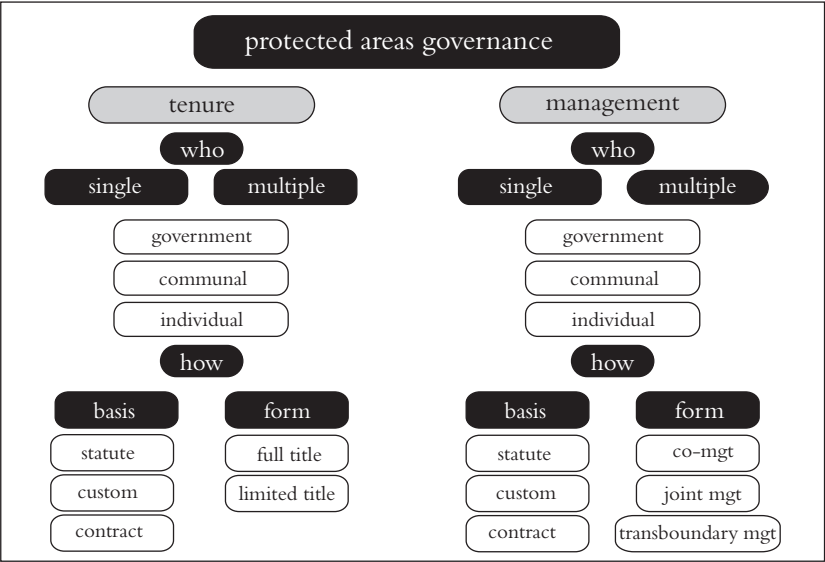 protected areas governance
tenure
who
single multiple
government
communal
individual
how
basis form
statute full title
custom limited title
contract
management
who
single multiple
government
communal
individual
how
basis form
statute co-mgt
custom joint mgt
contract transboundary mgt